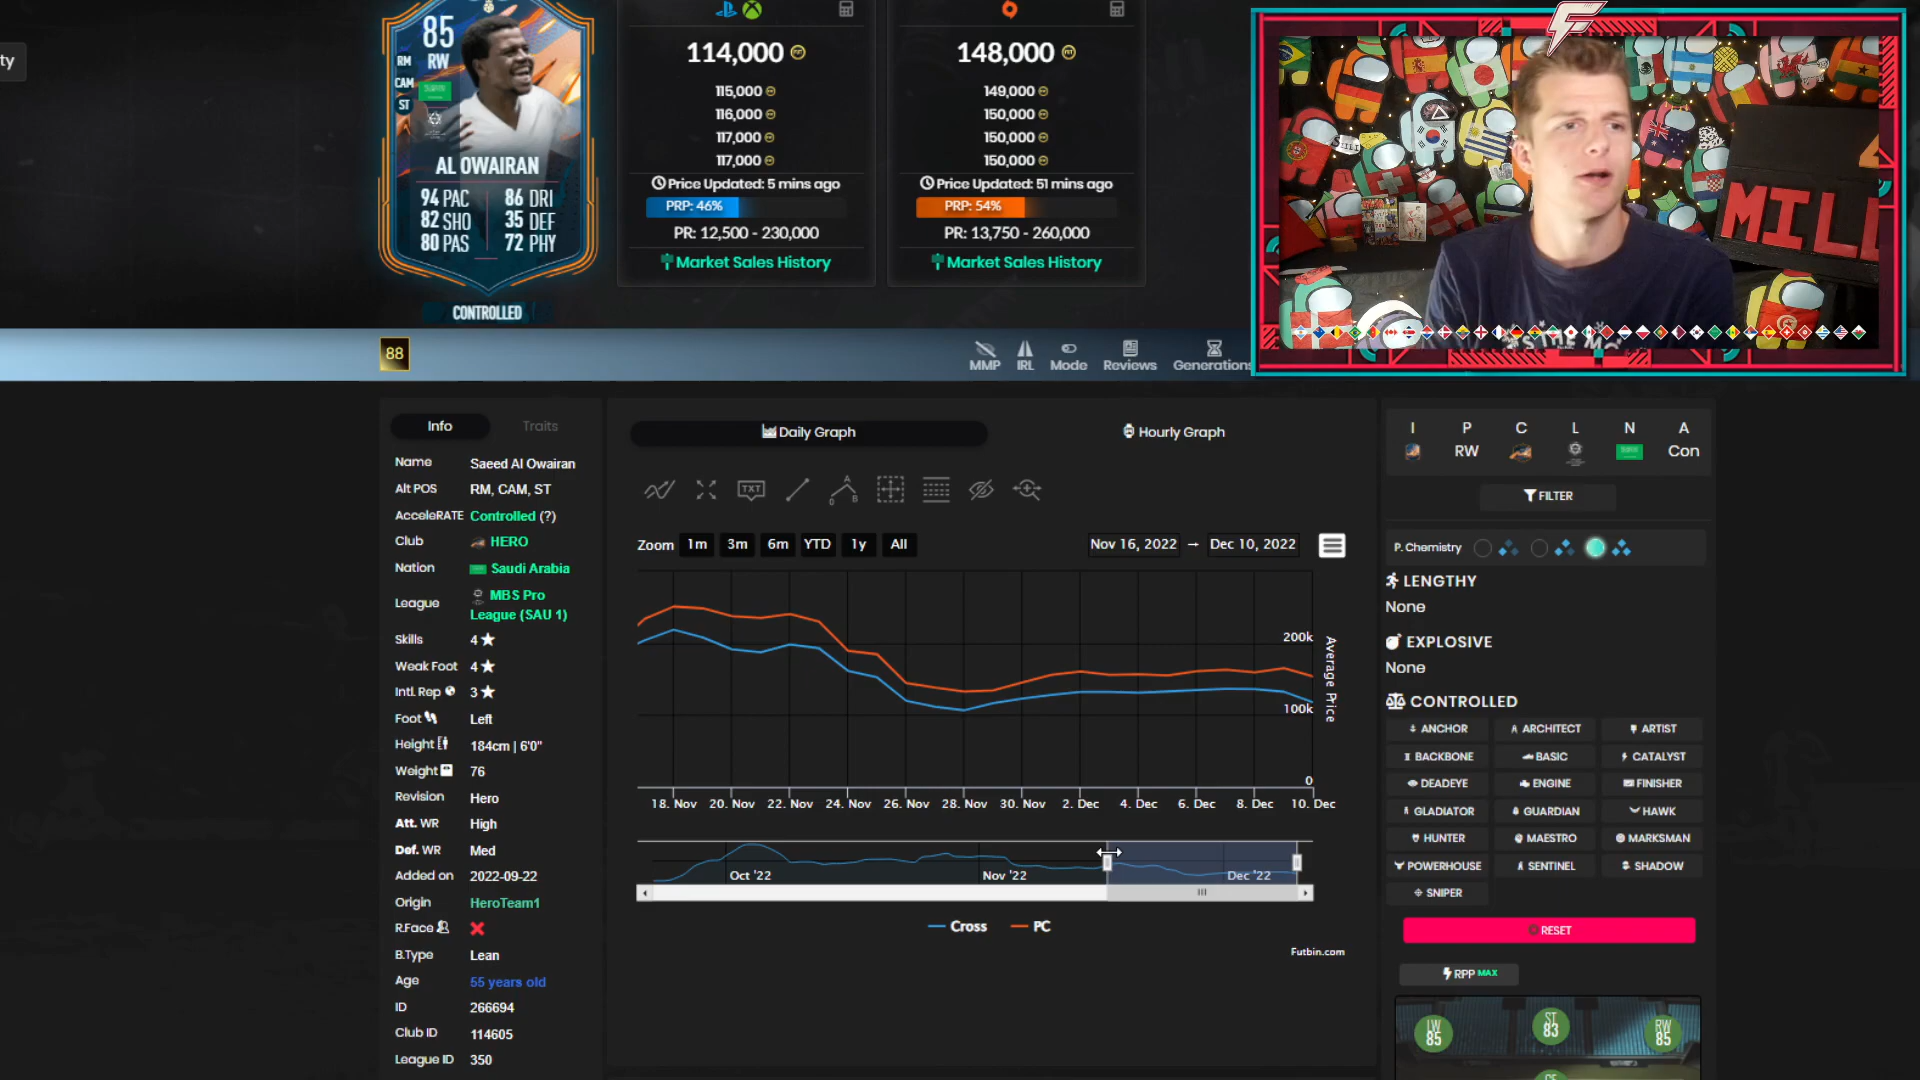 ty
85
RW
RM
CAM
ST
AL OWAIRAN
94 PAC
86 DRI
82 SHO
35 DEF
80 PAS
72 PHY
CONTROLLED
114,000
115,000
116,000
117,000
117,000
Price Updated: 5 mins ago
PRP: 46%
PR: 12,500 - 230,000
Market Sales History
148,000
149,000
150,000
150,000
150,000
Price Updated: 51 mins ago
PRP: 54%
PR: 13,750 - 260,000
Market Sales History
MILL
88
MMP
IRL
Mode
Reviews
Generations
Info
Traits
Name Saeed Al Owairan
Alt POS RM, CAM, ST
AcceleRATE Controlled (?)
Club HERO
Nation Saudi Arabia
League MBS Pro
League (SAU 1)
Skills 4
Weak Foot 4
Intl. Rep 3
Foot Left
Height 184cm | 6'0"
Weight 76
Revision Hero
Att. WR High
Def. WR Med
Added on 2022-09-22
Origin HeroTeam1
R.Face
B.Type Lean
Age 55 years old
ID 266694
Club ID 114605
League ID 350
Daily Graph
Hourly Graph
TXT
Zoom 1m 3m 6m YTD 1y All
Nov 16, 2022 → Dec 10, 2022
200k
100k
0
Average Price
18. Nov 20. Nov 22. Nov 24. Nov 26. Nov 28. Nov 30. Nov 2. Dec 4. Dec 6. Dec 8. Dec 10. Dec
Oct '22
Nov '22
Dec '22
Cross
PC
Futbin.com
I P C L N A
RW Con
FILTER
P. Chemistry
LENGTHY
None
EXPLOSIVE
None
CONTROLLED
ANCHOR ARCHITECT ARTIST
BACKBONE BASIC CATALYST
DEADEYE ENGINE FINISHER
GLADIATOR GUARDIAN HAWK
HUNTER MAESTRO MARKSMAN
POWERHOUSE SENTINEL SHADOW
SNIPER
RESET
RPP MAX
LW
85
ST
83
RW
85